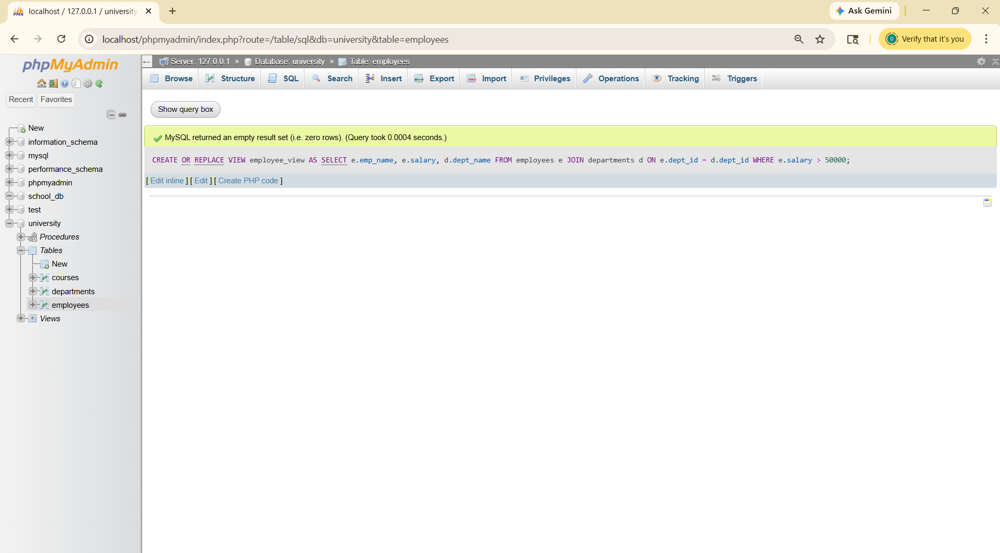 localhost / 127.0.0.1 / university
Ask Gemini
localhost/phpmyadmin/index.php?route=/table/sql&db=university&table=employees
D
Verify that it's you
PMA
phpMyAdmin
Recent
Favorites
New
information_schema
mysql
performance_schema
phpmyadmin
school_db
test
university
Procedures
Tables
New
courses
departments
employees
Views
Server: 127.0.0.1 » Database: university » Table: employees
Browse Structure SQL Search Insert Export Import Privileges Operations Tracking Triggers
Show query box
MySQL returned an empty result set (i.e. zero rows). (Query took 0.0004 seconds.)
CREATE OR REPLACE VIEW employee_view AS SELECT e.emp_name, e.salary, d.dept_name FROM employees e JOIN departments d ON e.dept_id = d.dept_id WHERE e.salary > 50000;
[ Edit inline ] [ Edit ] [ Create PHP code ]